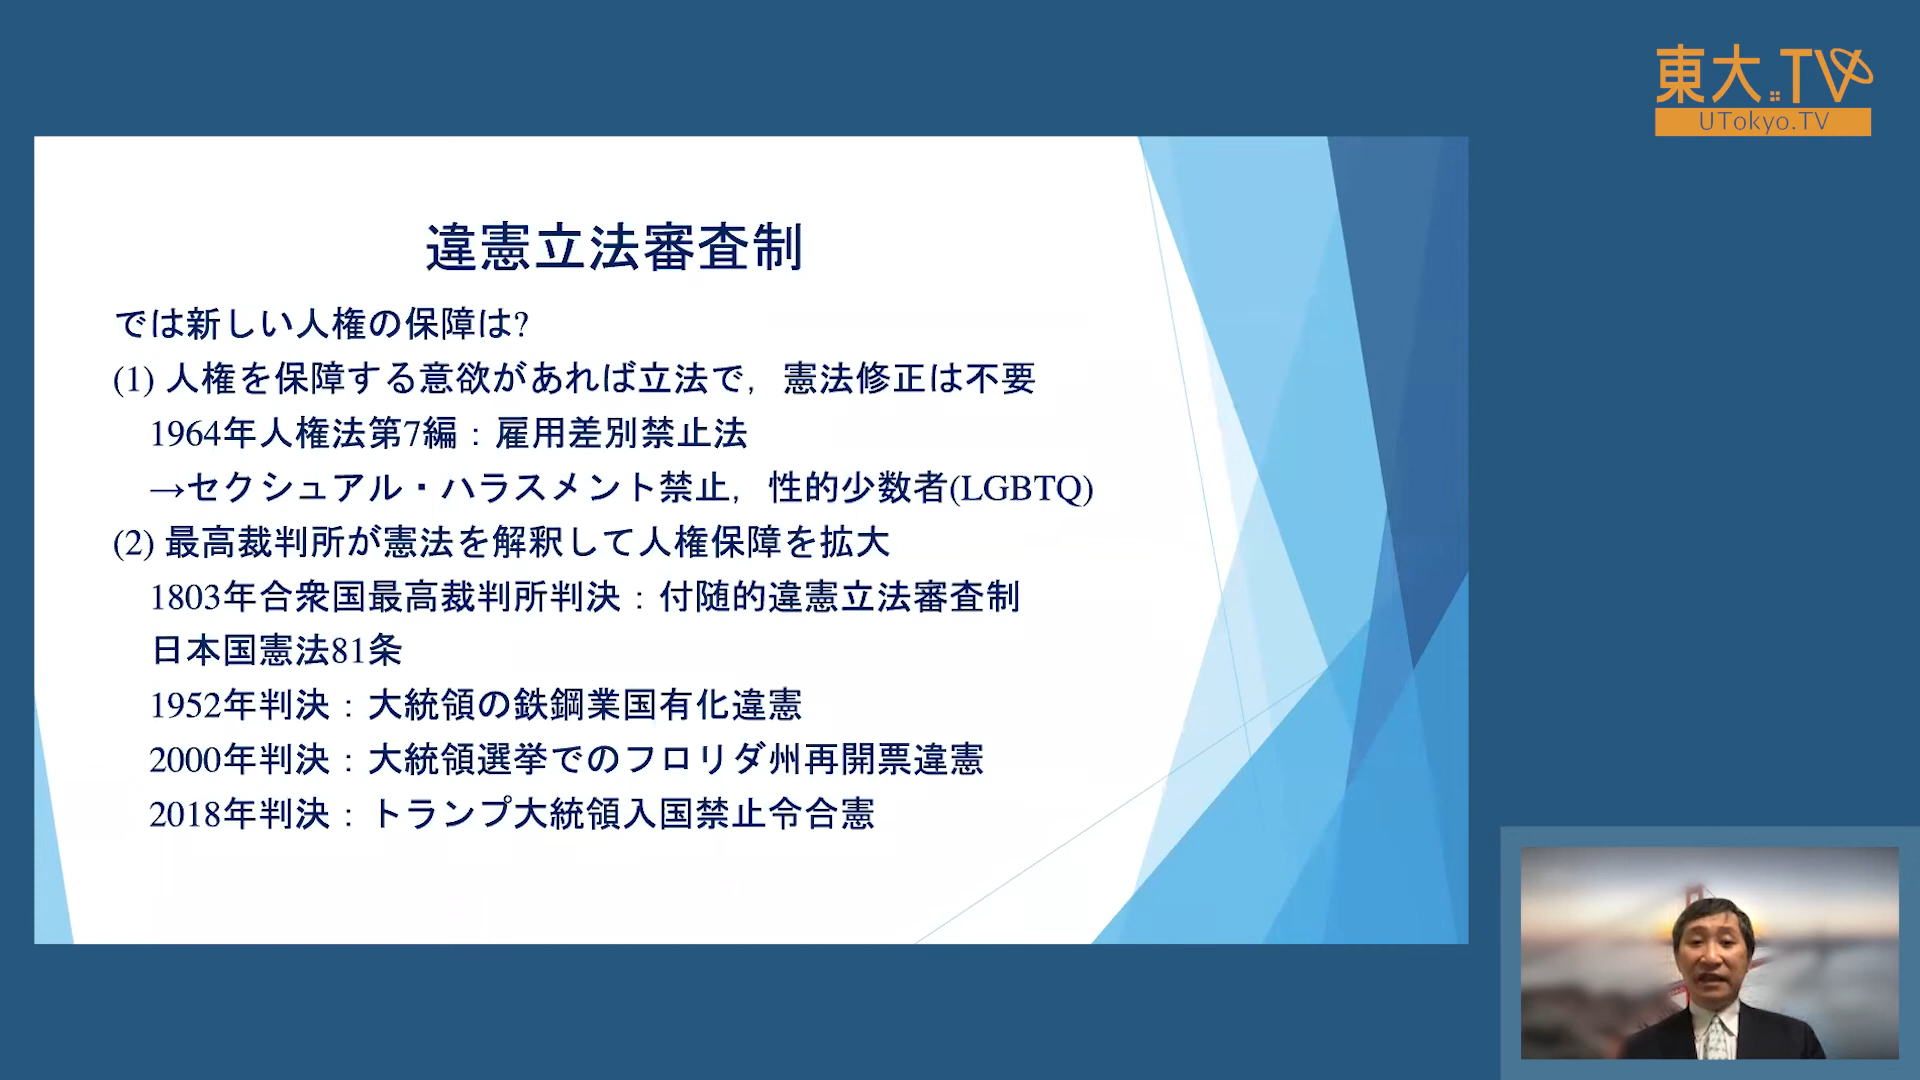 東大.TV
UTokyo.TV
違憲立法審査制
では新しい人権の保障は?
(1) 人権を保障する意欲があれば立法で，憲法修正は不要
1964年人権法第7編：雇用差別禁止法
→セクシュアル・ハラスメント禁止，性的少数者(LGBTQ)
(2) 最高裁判所が憲法を解釈して人権保障を拡大
1803年合衆国最高裁判所判決：付随的違憲立法審査制
日本国憲法81条
1952年判決：大統領の鉄鋼業国有化違憲
2000年判決：大統領選挙でのフロリダ州再開票違憲
2018年判決：トランプ大統領入国禁止令合憲